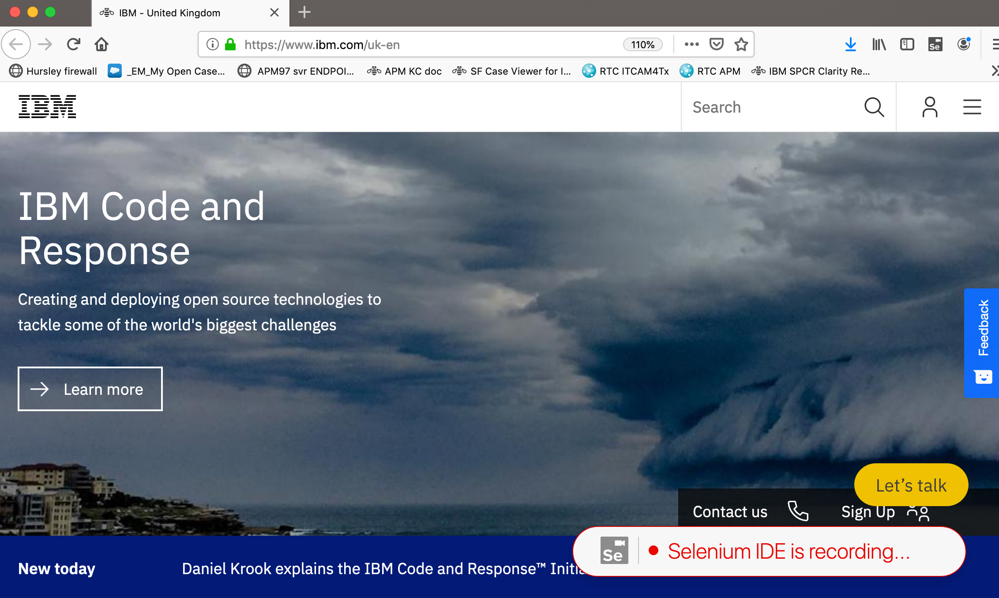 IBM - United Kingdom
https://www.ibm.com/uk-en
110%
Se
Hursley firewall
_EM_My Open Case...
APM97 svr ENDPOI...
APM KC doc
SF Case Viewer for I...
RTC ITCAM4Tx
RTC APM
IBM SPCR Clarity Re...
IBM
Search
IBM Code and
Response
Creating and deploying open source technologies to
tackle some of the world's biggest challenges
Learn more
Feedback
Let's talk
Contact us
Sign Up
Se
Selenium IDE is recording...
New today
Daniel Krook explains the IBM Code and Response™